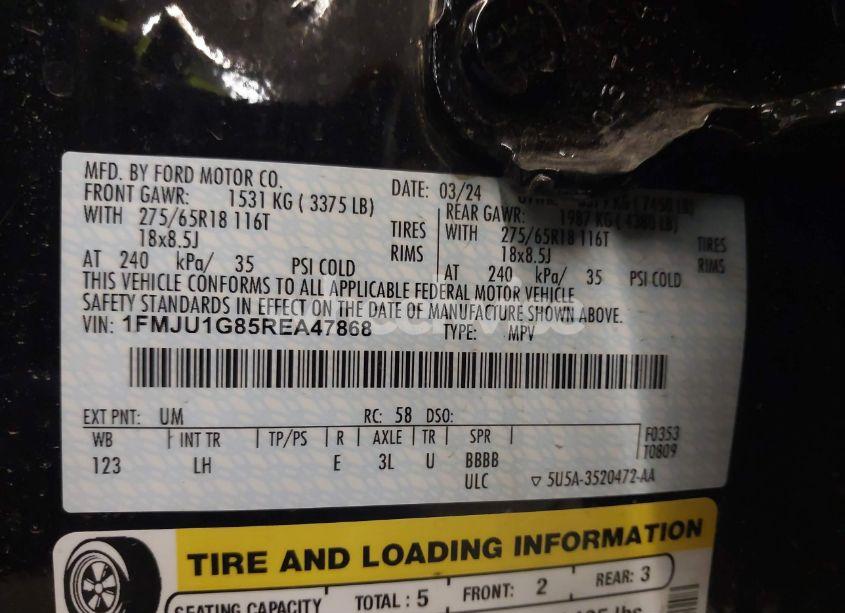 MFD. BY FORD MOTOR CO.
DATE: 03/24
FRONT GAWR: 1531 KG ( 3375 LB)
REAR GAWR: 1987 KG ( 4380 LB)
WITH 275/65R18 116T TIRES
18x8.5J RIMS
AT 240 kPa/ 35 PSI COLD
WITH 275/65R18 116T TIRES
18x8.5J RIMS
AT 240 kPa/ 35 PSI COLD
THIS VEHICLE CONFORMS TO ALL APPLICABLE FEDERAL MOTOR VEHICLE
SAFETY STANDARDS IN EFFECT ON THE DATE OF MANUFACTURE SHOWN ABOVE.
VIN: 1FMJU1G85REA47868 TYPE: MPV
EXT PNT: UM RC: 58 DSO:
WB INT TR TP/PS R AXLE TR SPR F0353
T0809
123 LH E 3L U BBBB
ULC ▽ 5U5A-3520472-AA
TIRE AND LOADING INFORMATION
SEATING CAPACITY TOTAL : 5 FRONT: 2 REAR: 3